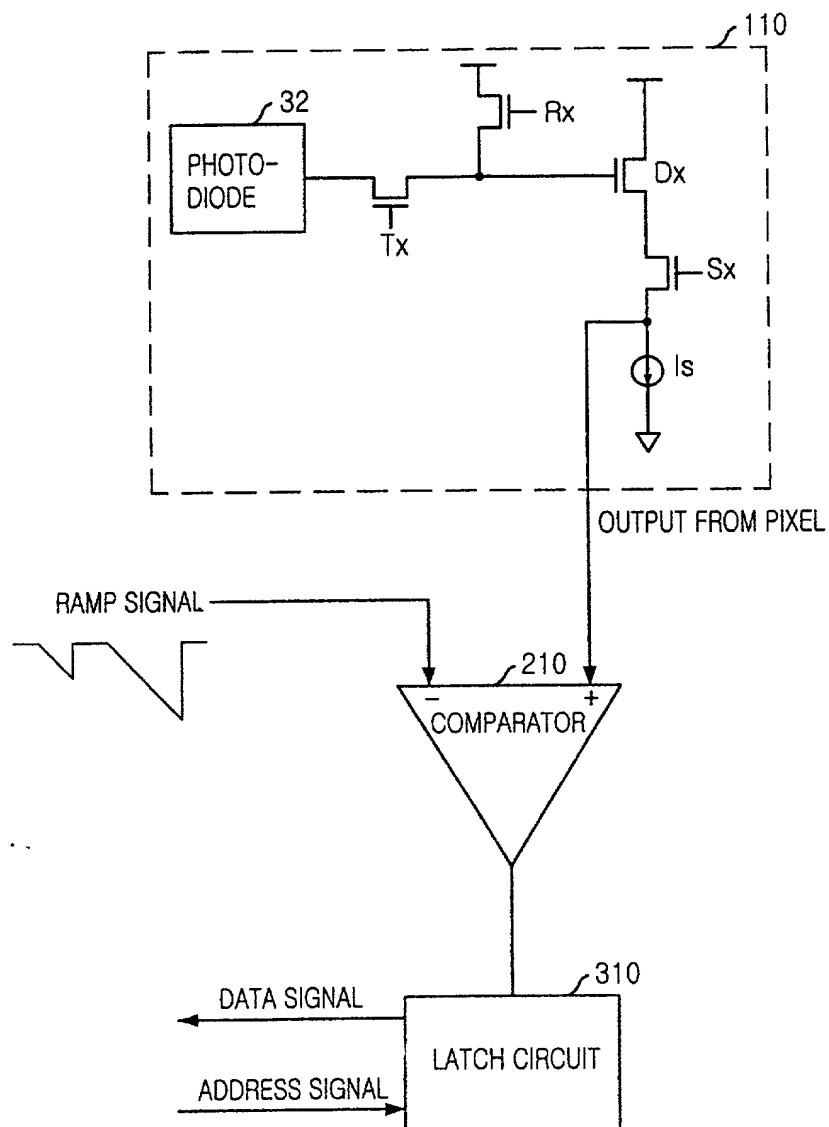 110
32
PHOTO-
DIODE
Rx
Dx
Tx
Sx
Is
OUTPUT FROM PIXEL
RAMP SIGNAL
210
- +
COMPARATOR
310
DATA SIGNAL
LATCH CIRCUIT
ADDRESS SIGNAL